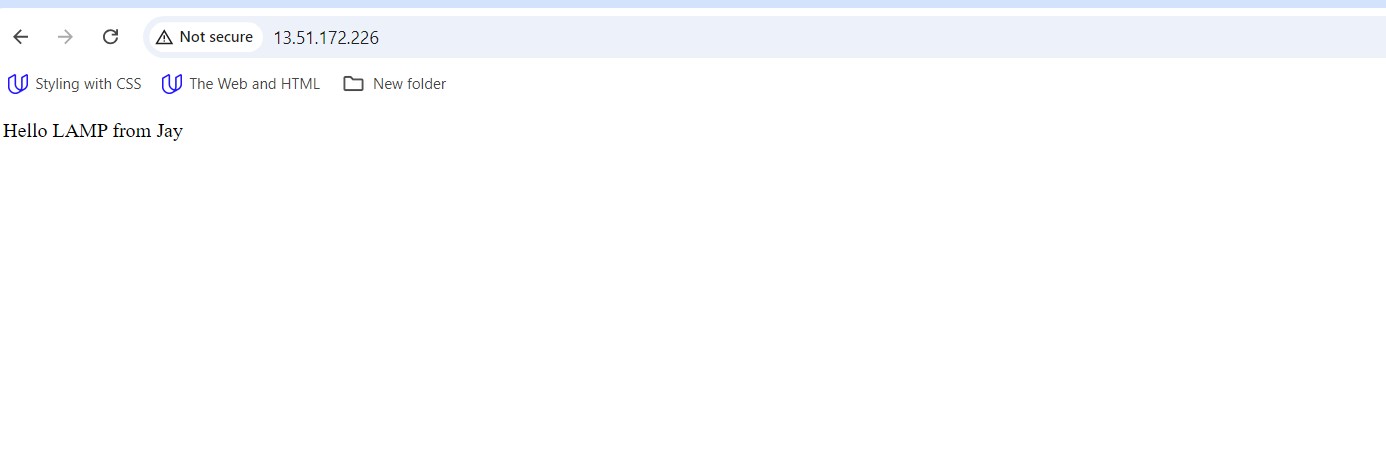 Not secure 13.51.172.226
Styling with CSS The Web and HTML New folder
Hello LAMP from Jay